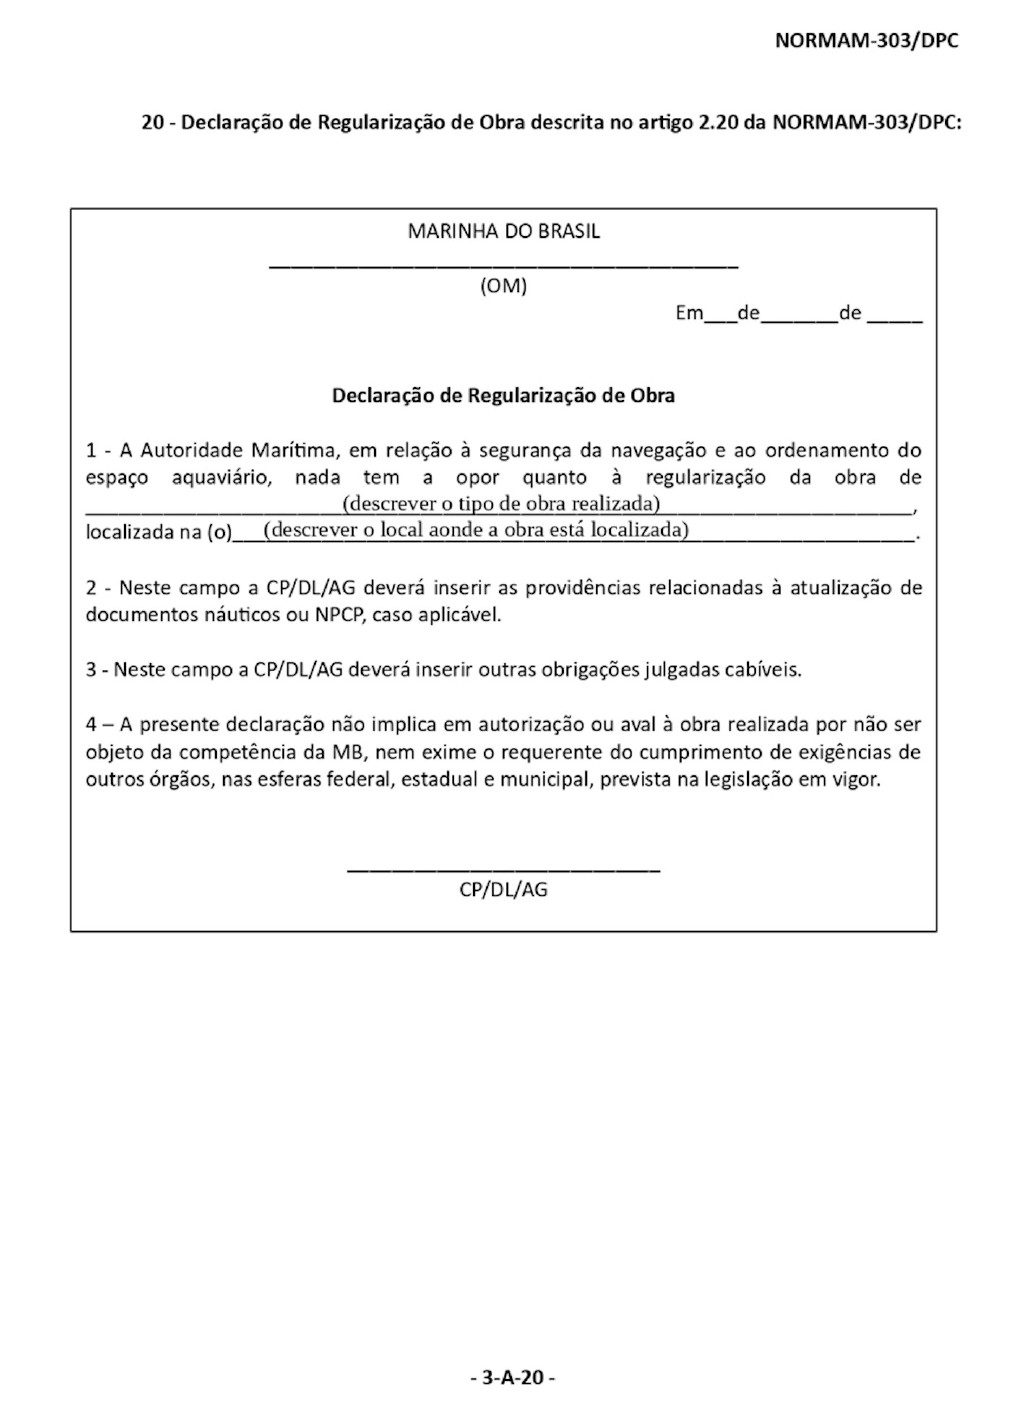 NORMAM-303/DPC
20 - Declaração de Regularização de Obra descrita no artigo 2.20 da NORMAM-303/DPC:
MARINHA DO BRASIL
__________________________________________
(OM)
Em___de_______de _____
Declaração de Regularização de Obra
1 - A Autoridade Marítima, em relação à segurança da navegação e ao ordenamento do
espaço aquaviário, nada tem a opor quanto à regularização da obra de
_______________________(descrever o tipo de obra realizada)_______________________,
localizada na (o)___(descrever o local aonde a obra está localizada)____________________.
2 - Neste campo a CP/DL/AG deverá inserir as providências relacionadas à atualização de
documentos náuticos ou NPCP, caso aplicável.
3 - Neste campo a CP/DL/AG deverá inserir outras obrigações julgadas cabíveis.
4 – A presente declaração não implica em autorização ou aval à obra realizada por não ser
objeto da competência da MB, nem exime o requerente do cumprimento de exigências de
outros órgãos, nas esferas federal, estadual e municipal, prevista na legislação em vigor.
____________________________
CP/DL/AG
- 3-A-20 -